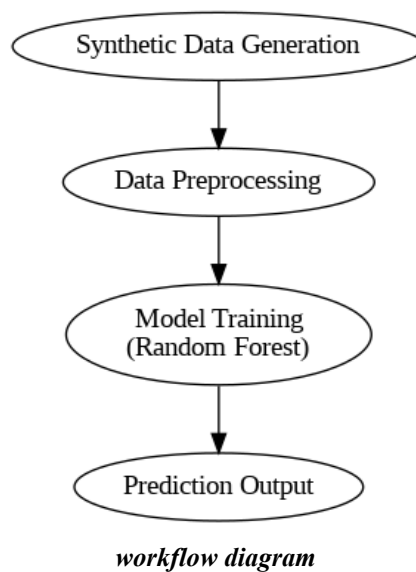 Synthetic Data Generation
Data Preprocessing
Model Training
(Random Forest)
Prediction Output
workflow diagram